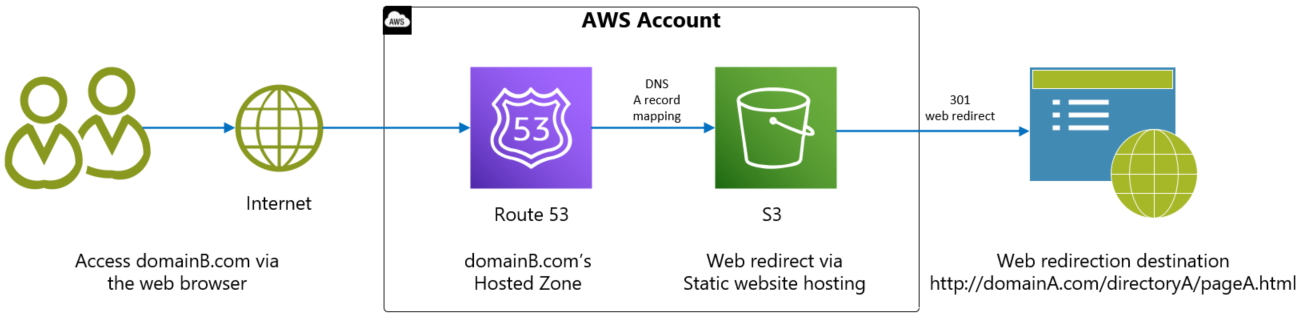 AWS
AWS Account
DNS
A record
mapping
301
web redirect
53
Internet
Route 53
S3
Access domainB.com via
the web browser
domainB.com's
Hosted Zone
Web redirect via
Static website hosting
Web redirection destination
http://domainA.com/directoryA/pageA.html